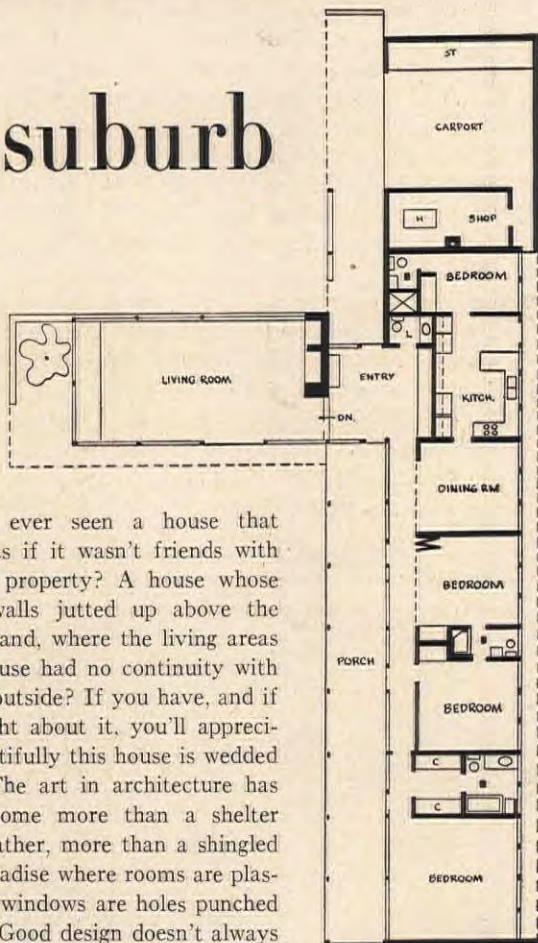 suburb
ST
CARPORT
H
SHOP
B
BEDROOM
L
LIVING ROOM
ENTRY
KITCH.
DN.
DINING RM.
BEDROOM
B
PORCH
BEDROOM
C
B
C
BEDROOM
ever seen a house that
as if it wasn't friends with
property? A house whose
walls jutted up above the
and, where the living areas
use had no continuity with
outside? If you have, and if
ht about it, you'll appreci-
tifully this house is wedded
The art in architecture has
ome more than a shelter
ather, more than a shingled
adise where rooms are plas-
windows are holes punched
Good design doesn't always